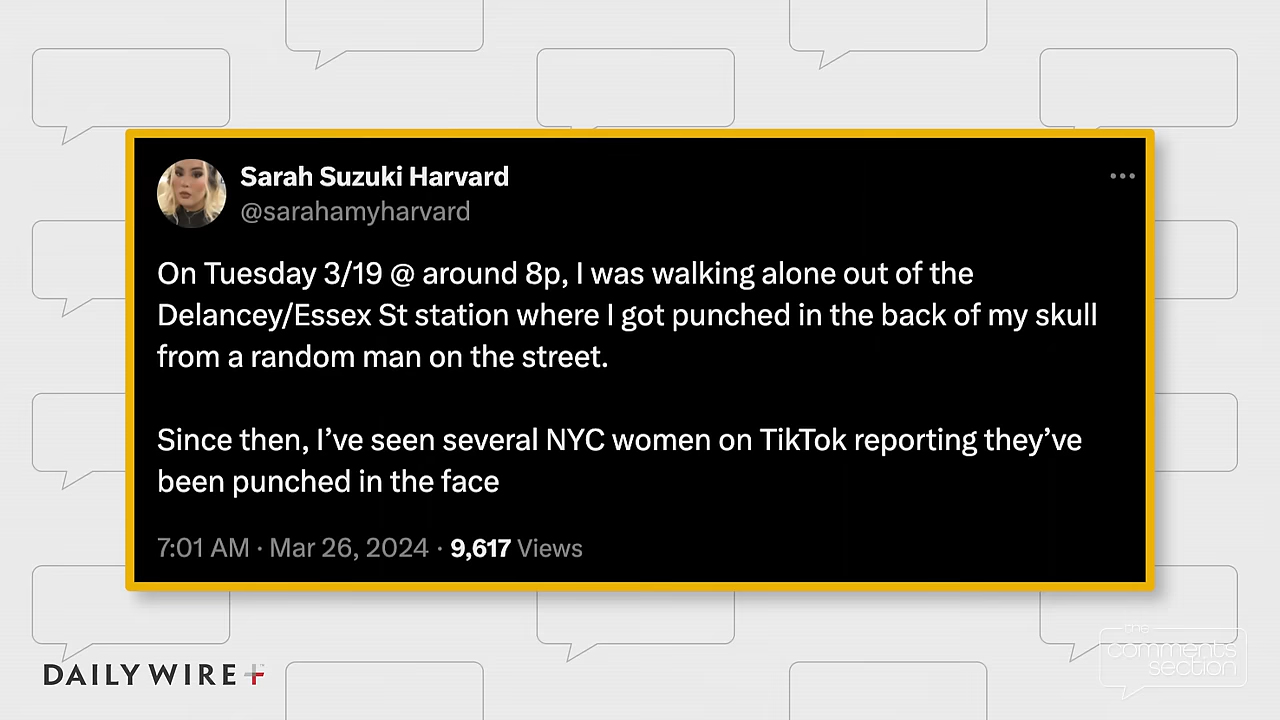 Sarah Suzuki Harvard
@sarahamyharvard
On Tuesday 3/19 @ around 8p, I was walking alone out of the
Delancey/Essex St station where I got punched in the back of my skull
from a random man on the street.
Since then, I’ve seen several NYC women on TikTok reporting they’ve
been punched in the face
7:01 AM · Mar 26, 2024 · 9,617 Views
DAILY WIRE+
the
comments
section